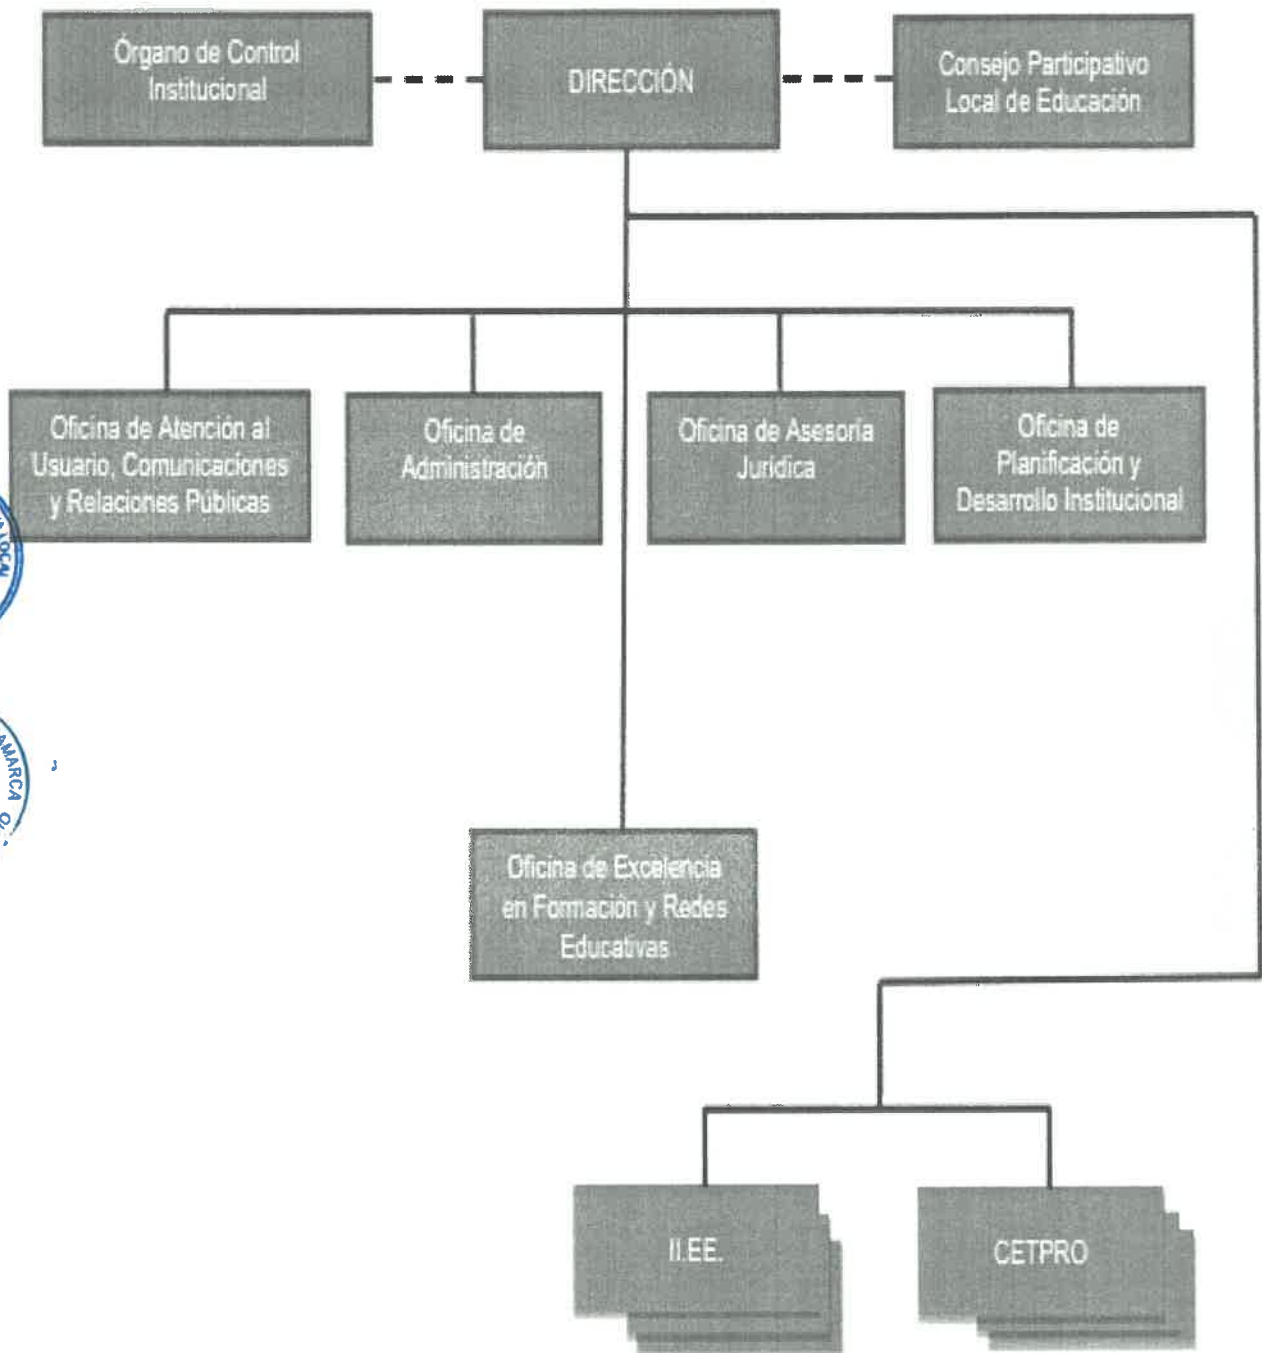 Órgano de Control
Institucional
DIRECCIÓN
Consejo Participativo
Local de Educación
Oficina de Atención al
Usuario, Comunicaciones
y Relaciones Públicas
Oficina de
Administración
Oficina de Asesoría
Jurídica
Oficina de
Planificación y
Desarrollo Institucional
LOCAL
AMARCA
Oficina de Excelencia
en Formación y Redes
Educativas
II.EE.
CETPRO